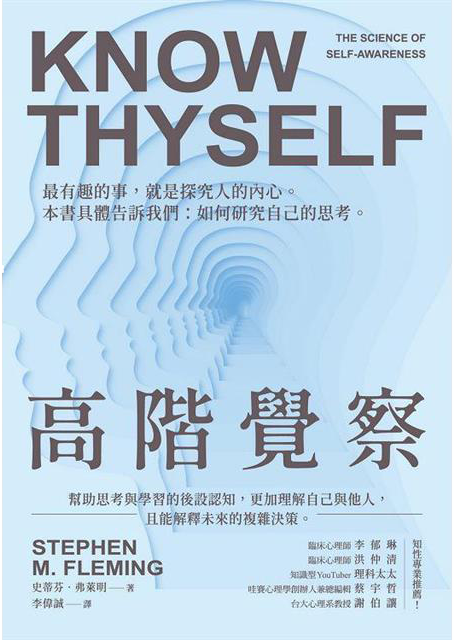 KNOW
THYSELF
THE SCIENCE OF
SELF-AWARENESS
最有趣的事，就是探究人的內心。
本書具體告訴我們：如何研究自己的思考。
高階覺察
幫助思考與學習的後設認知，更加理解自己與他人，
且能解釋未來的複雜決策。
STEPHEN
M. FLEMING
史蒂芬・弗萊明——著
李偉誠——譯
臨床心理師 李郁琳
臨床心理師 洪仲清
知識型YouTuber 理科太太
哇賽心理學創辦人兼總編輯 蔡宇哲
台大心理系教授 謝伯讓
知性專業推薦！